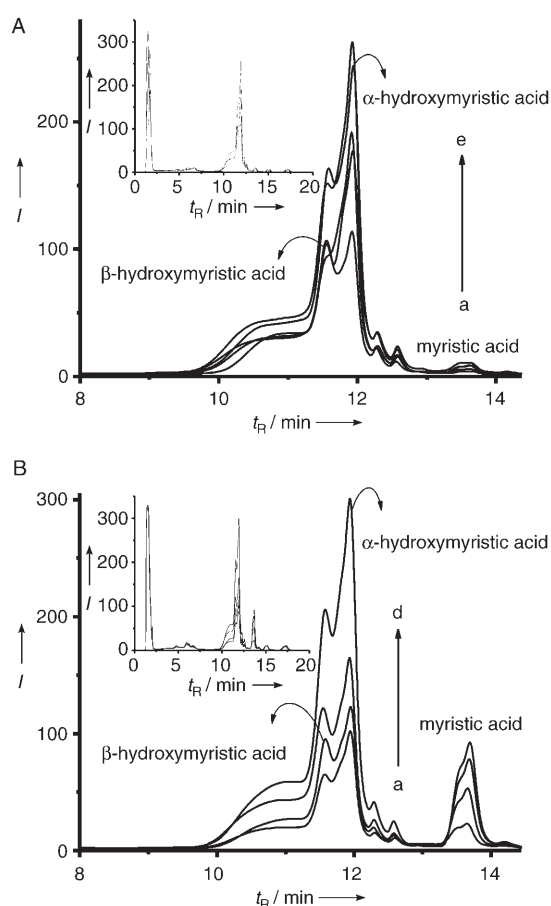 A
300
200
100
0
I
0 5 10 15 20
tR / min
α-hydroxymyristic acid
e
a
β-hydroxymyristic acid
myristic acid
200
100
0
I
8 10 12 14
tR / min
B
300
200
100
0
I
0 5 10 15 20
tR / min
α-hydroxymyristic acid
d
a
β-hydroxymyristic acid
myristic acid
300
200
100
0
I
8 10 12 14
tR / min